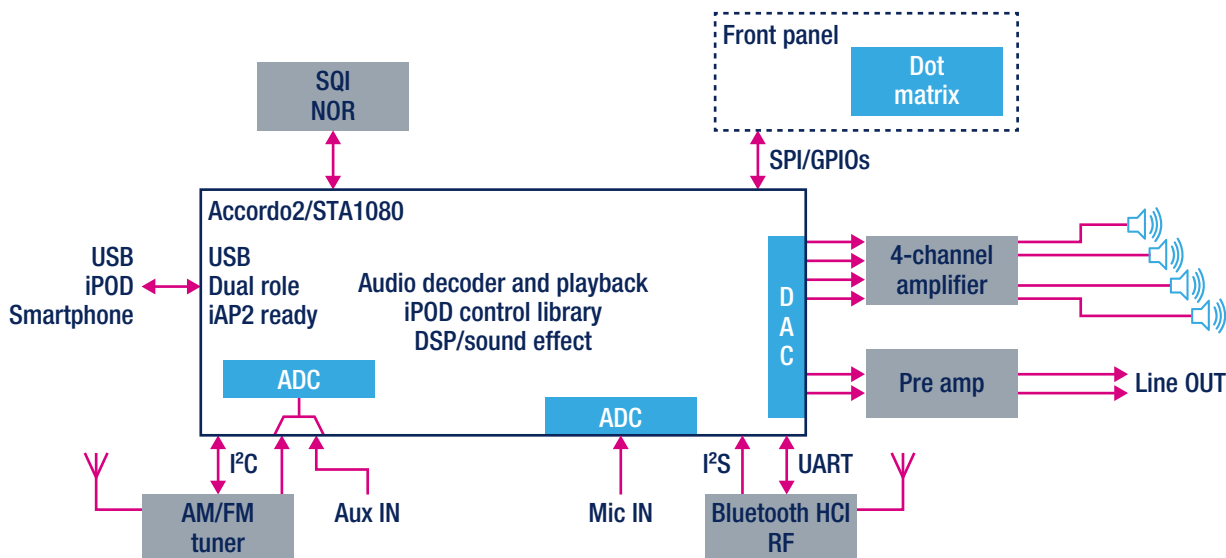 Front panel
Dot
matrix
SQI
NOR
SPI/GPIOs
Accordo2/STA1080
USB
iPOD
Smartphone
USB
Dual role
iAP2 ready
Audio decoder and playback
iPOD control library
DSP/sound effect
D
A
C
4-channel
amplifier
ADC
Pre amp
Line OUT
ADC
I²C
I²S
UART
AM/FM
tuner
Aux IN
Mic IN
Bluetooth HCI
RF